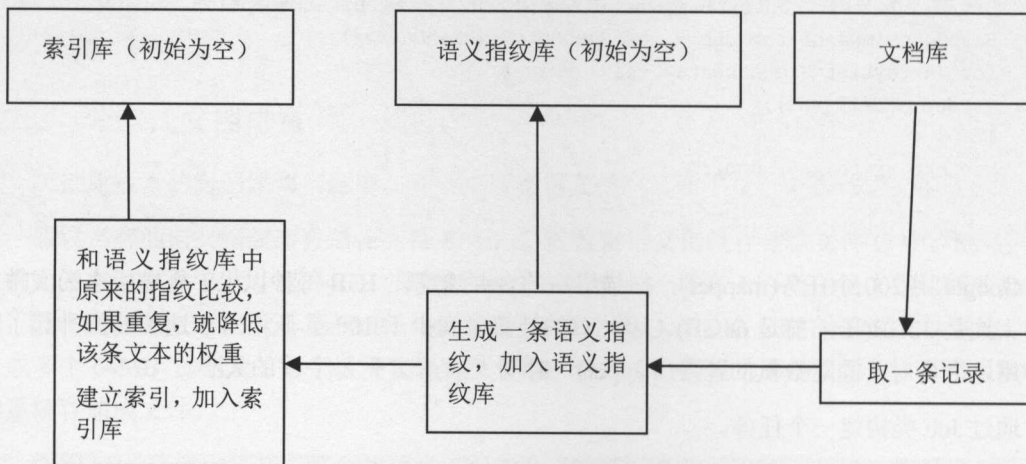 索引库（初始为空）
语义指纹库（初始为空）
文档库
和语义指纹库中
原来的指纹比较，
如果重复，就降低
该条文本的权重
建立索引，加入索
引库
生成一条语义指
纹，加入语义指
纹库
取一条记录